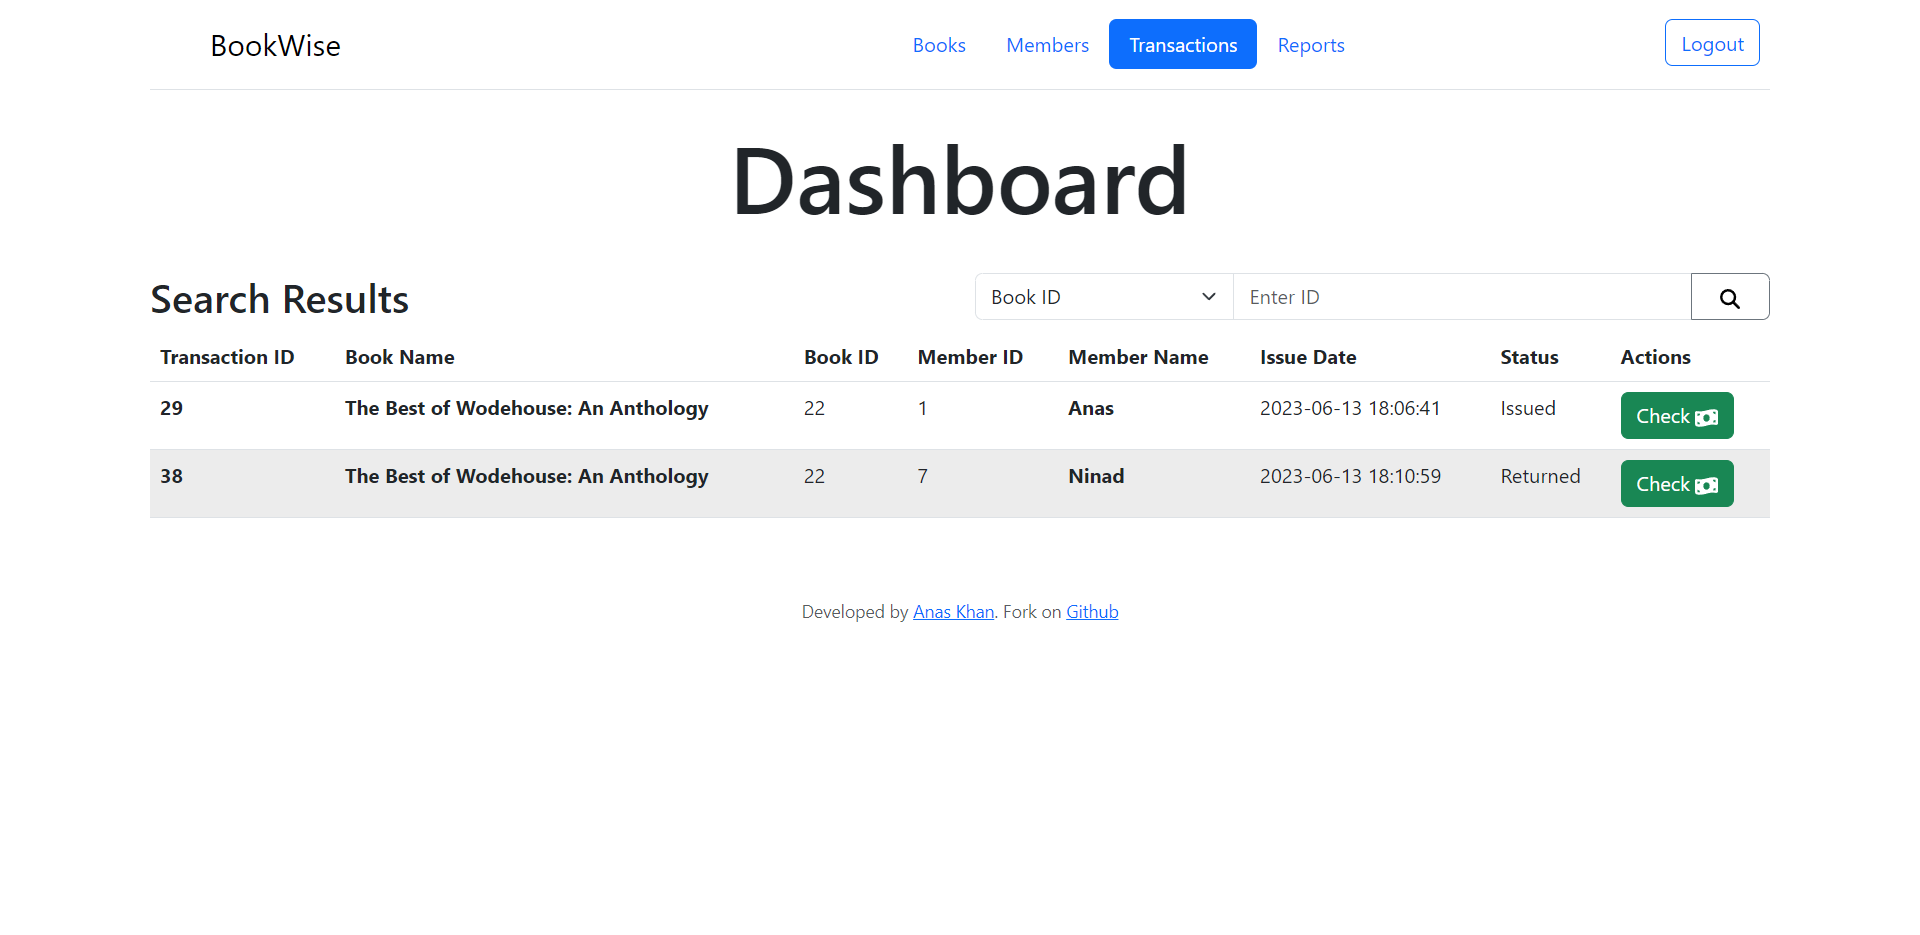 BookWise Books Members Transactions Reports Logout
Dashboard
Search Results Book ID Enter ID
Transaction ID Book Name Book ID Member ID Member Name Issue Date Status Actions
29 The Best of Wodehouse: An Anthology 22 1 Anas 2023-06-13 18:06:41 Issued Check
38 The Best of Wodehouse: An Anthology 22 7 Ninad 2023-06-13 18:10:59 Returned Check
Developed by Anas Khan. Fork on Github